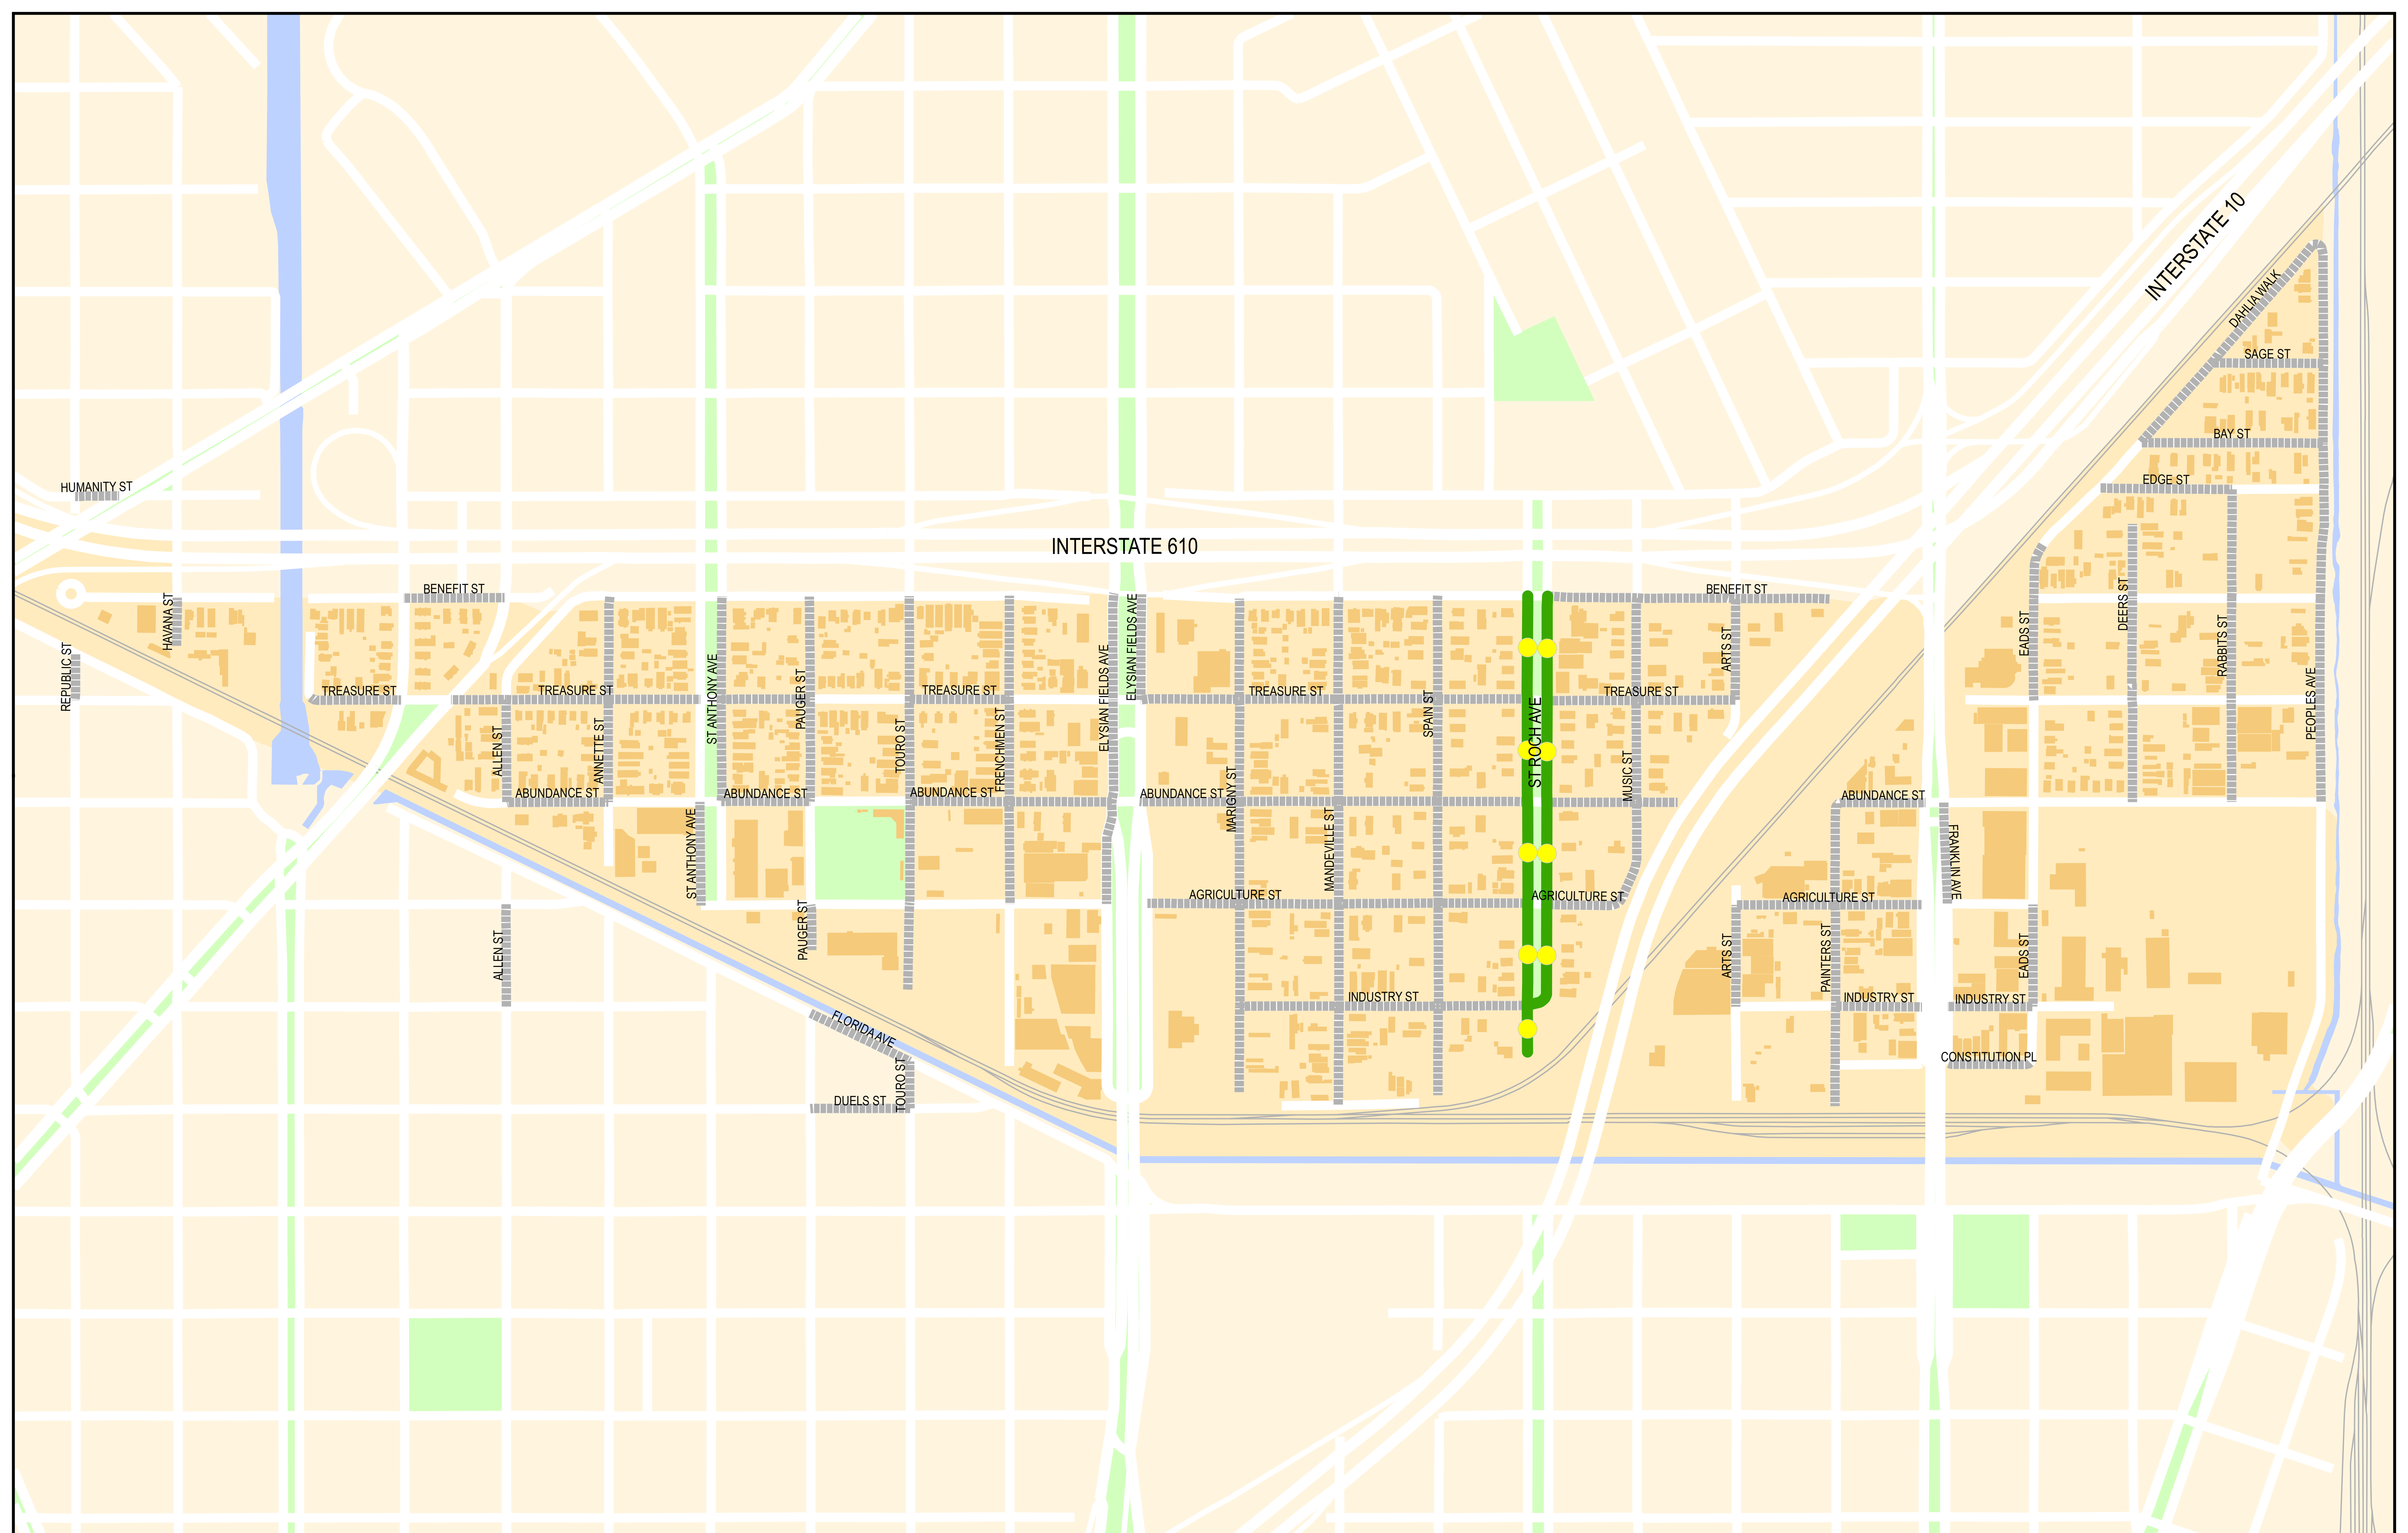 INTERSTATE 10
DAHLIA WALK
SAGE ST
BAY ST
EDGE ST
HUMANITY ST
INTERSTATE 610
BENEFIT ST
BENEFIT ST
HAVANA ST
REPUBLIC ST
TREASURE ST
TREASURE ST
ST ANTHONY AVE
PAUGER ST
TREASURE ST
ELYSIAN FIELDS AVE
ELYSIAN FIELDS AVE
TREASURE ST
SPAIN ST
ST ROCH AVE
TREASURE ST
ARTS ST
EADS ST
DEERS ST
RABBITS ST
PEOPLES AVE
ALLEN ST
ANNETTE ST
TOURO ST
FRENCHMEN ST
MARIGNY ST
MUSIC ST
ABUNDANCE ST
ABUNDANCE ST
ABUNDANCE ST
ABUNDANCE ST
ABUNDANCE ST
ST ANTHONY AVE
MANDEVILLE ST
FRANKLIN AVE
AGRICULTURE ST
AGRICULTURE ST
AGRICULTURE ST
ALLEN ST
PAUGER ST
ARTS ST
PAINTERS ST
EADS ST
INDUSTRY ST
INDUSTRY ST
INDUSTRY ST
FLORIDA AVE
CONSTITUTION PL
TOURO ST
DUELS ST